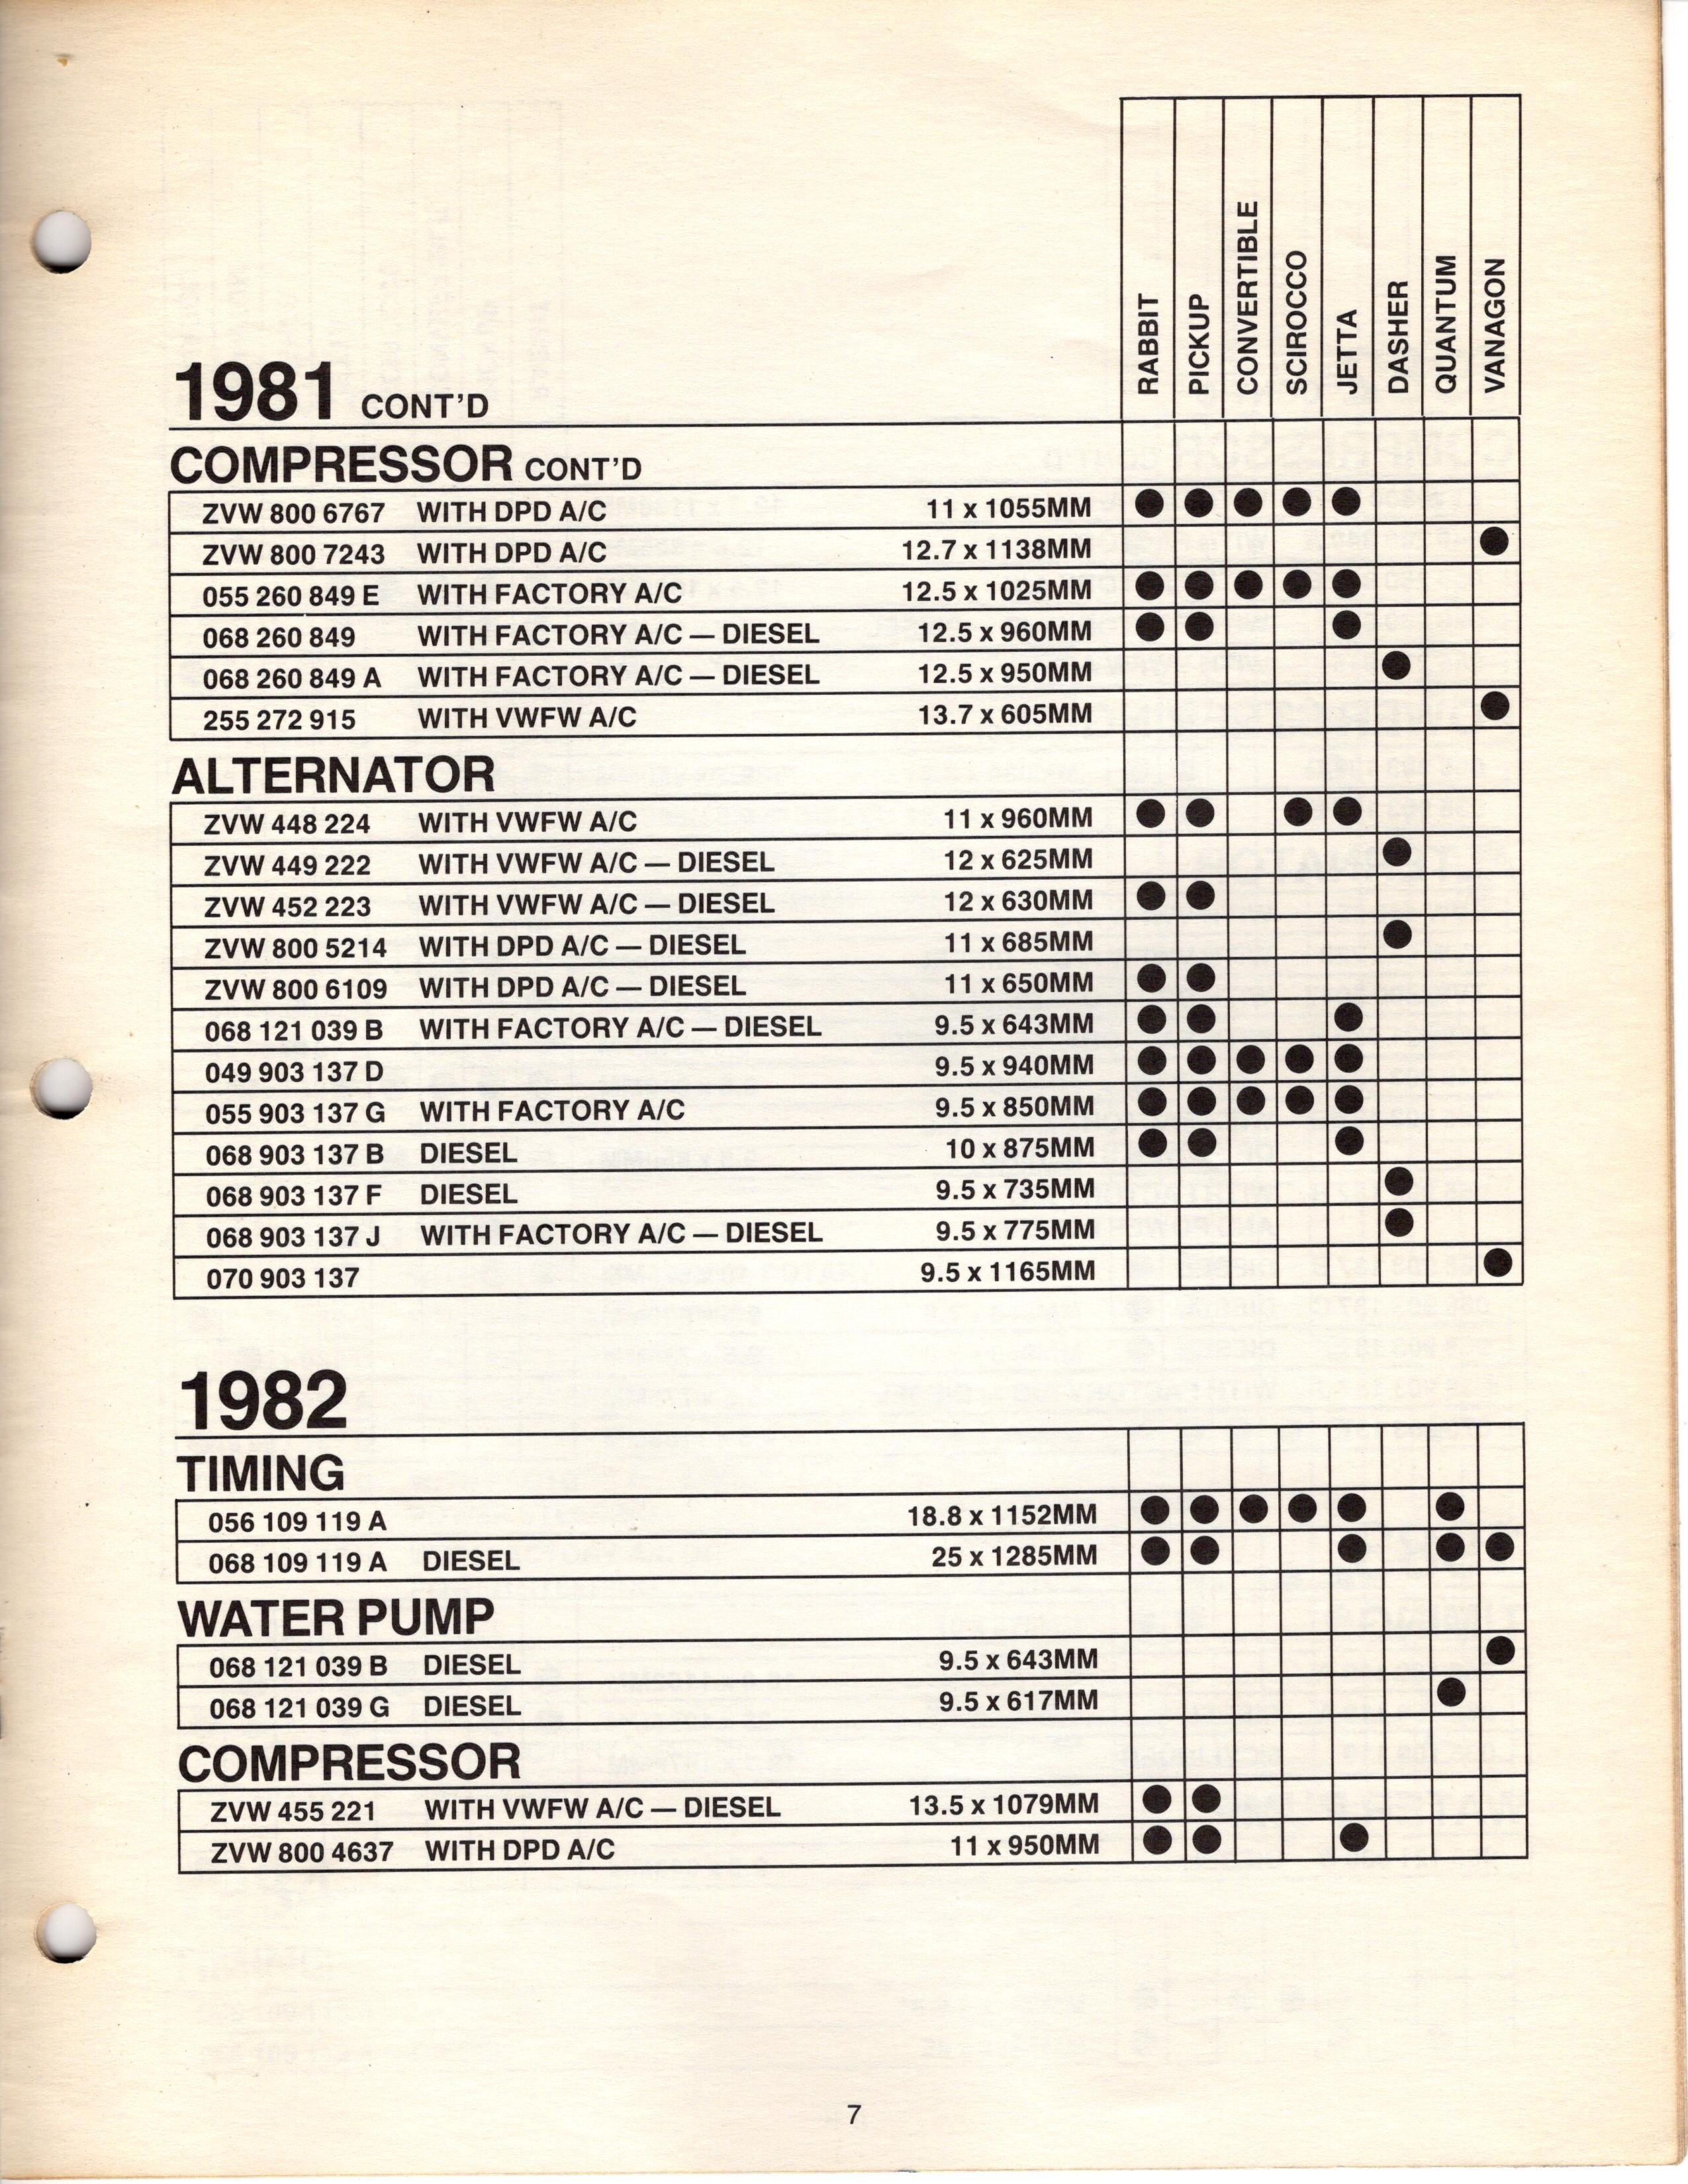 RABBIT
PICKUP
CONVERTIBLE
SCIROCCO
JETTA
DASHER
QUANTUM
VANAGON
1981 CONT'D
COMPRESSOR CONT'D
ZVW 800 6767 WITH DPD A/C 11 x 1055MM ● ● ● ● ●
ZVW 800 7243 WITH DPD A/C 12.7 x 1138MM ●
055 260 849 E WITH FACTORY A/C 12.5 x 1025MM ● ● ● ● ●
068 260 849 WITH FACTORY A/C — DIESEL 12.5 x 960MM ● ● ●
068 260 849 A WITH FACTORY A/C — DIESEL 12.5 x 950MM ●
255 272 915 WITH VWFW A/C 13.7 x 605MM ●
ALTERNATOR
ZVW 448 224 WITH VWFW A/C 11 x 960MM ● ● ● ●
ZVW 449 222 WITH VWFW A/C — DIESEL 12 x 625MM ●
ZVW 452 223 WITH VWFW A/C — DIESEL 12 x 630MM ● ●
ZVW 800 5214 WITH DPD A/C — DIESEL 11 x 685MM ●
ZVW 800 6109 WITH DPD A/C — DIESEL 11 x 650MM ● ●
068 121 039 B WITH FACTORY A/C — DIESEL 9.5 x 643MM ● ● ●
049 903 137 D 9.5 x 940MM ● ● ● ● ●
055 903 137 G WITH FACTORY A/C 9.5 x 850MM ● ● ● ● ●
068 903 137 B DIESEL 10 x 875MM ● ● ●
068 903 137 F DIESEL 9.5 x 735MM ●
068 903 137 J WITH FACTORY A/C — DIESEL 9.5 x 775MM ●
070 903 137 9.5 x 1165MM ●
1982
TIMING
056 109 119 A 18.8 x 1152MM ● ● ● ● ● ●
068 109 119 A DIESEL 25 x 1285MM ● ● ● ● ●
WATER PUMP
068 121 039 B DIESEL 9.5 x 643MM ●
068 121 039 G DIESEL 9.5 x 617MM ●
COMPRESSOR
ZVW 455 221 WITH VWFW A/C — DIESEL 13.5 x 1079MM ● ●
ZVW 800 4637 WITH DPD A/C 11 x 950MM ● ● ●
7